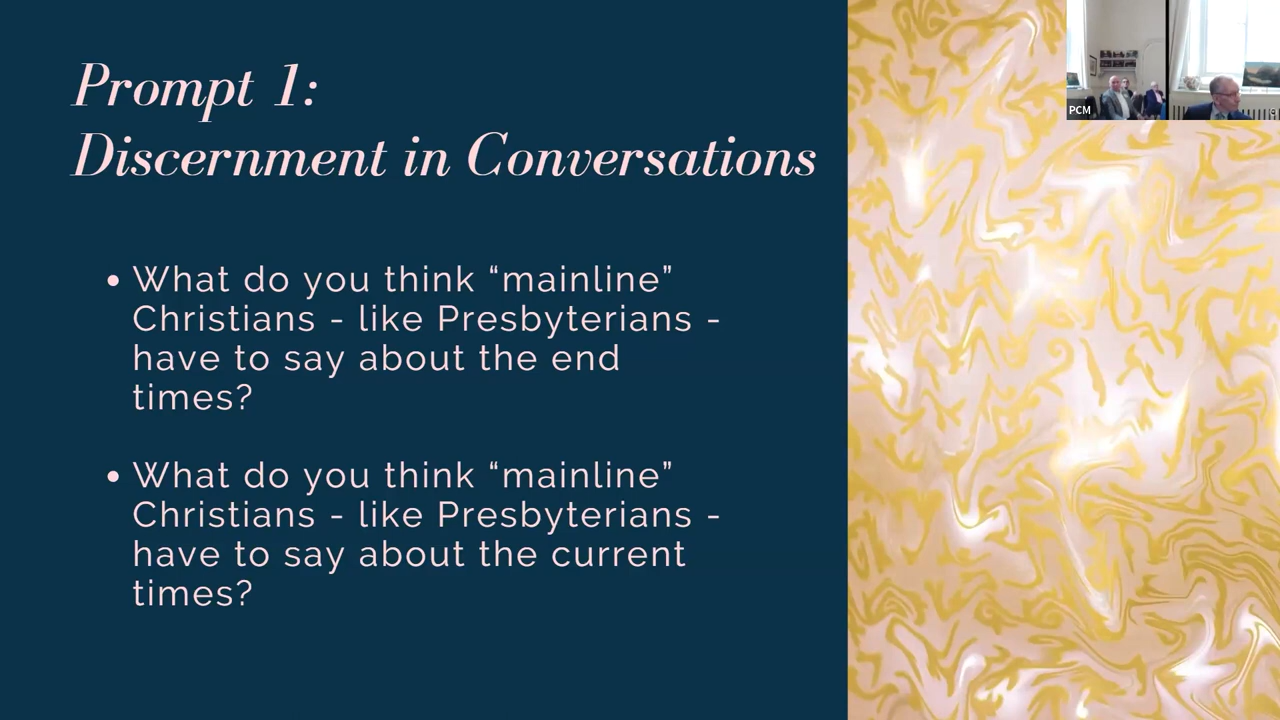 Prompt 1:
Discernment in Conversations
• What do you think “mainline”
Christians - like Presbyterians -
have to say about the end
times?
• What do you think “mainline”
Christians - like Presbyterians -
have to say about the current
times?
PCM